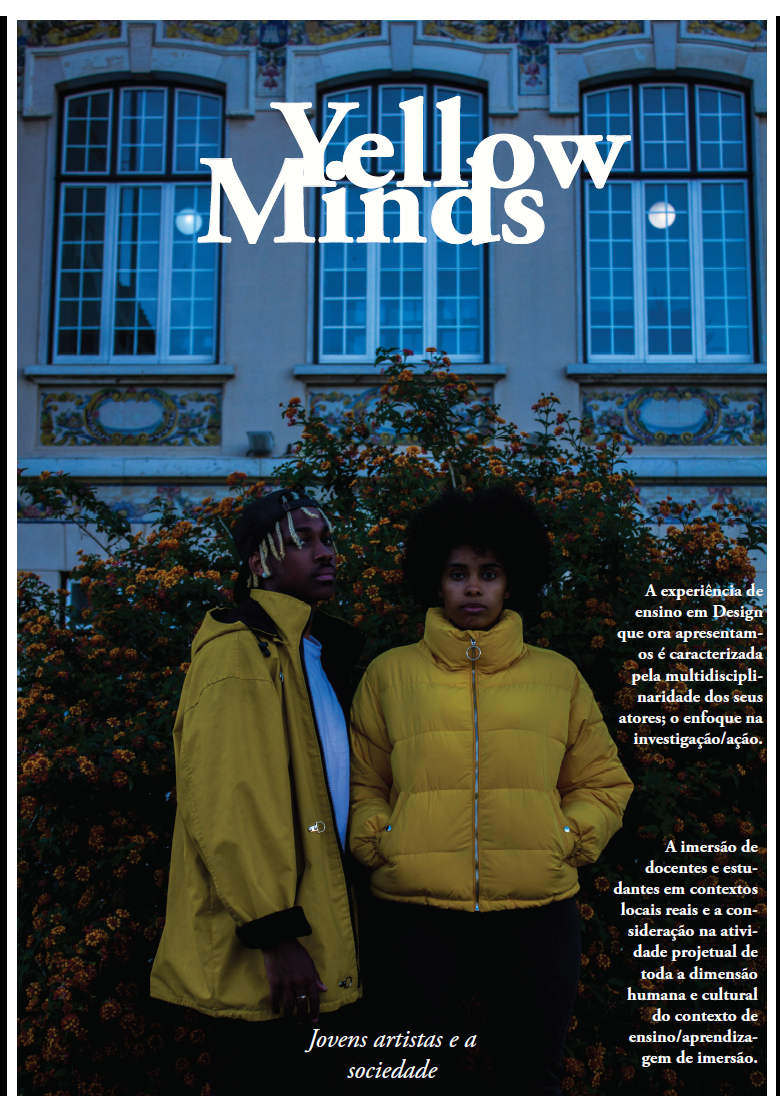 Yellow
Minds
A experiência de
ensino em Design
que ora apresentam-
os é caracterizada
pela multidiscipli-
naridade dos seus
atores; o enfoque na
investigação/ação.
A imersão de
docentes e estu-
dantes em contextos
locais reais e a con-
sideração na ativi-
dade projetual de
toda a dimensão
humana e cultural
do contexto de
ensino/aprendiza-
gem de imersão.
Jovens artistas e a
sociedade